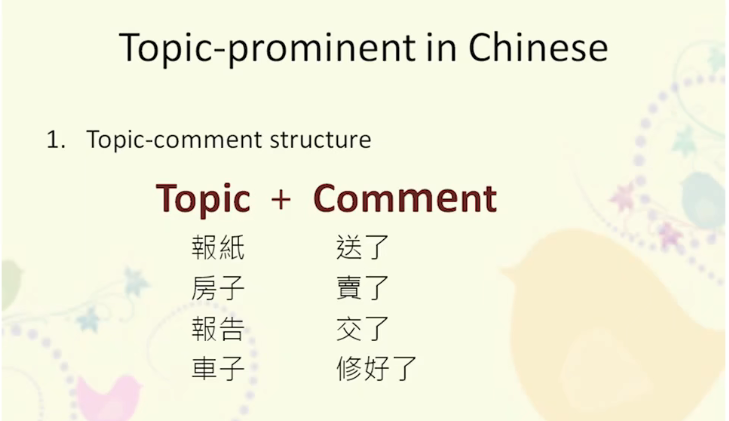 Topic-prominent in Chinese
1. Topic-comment structure
Topic + Comment
報紙 送了
房子 賣了
報告 交了
車子 修好了